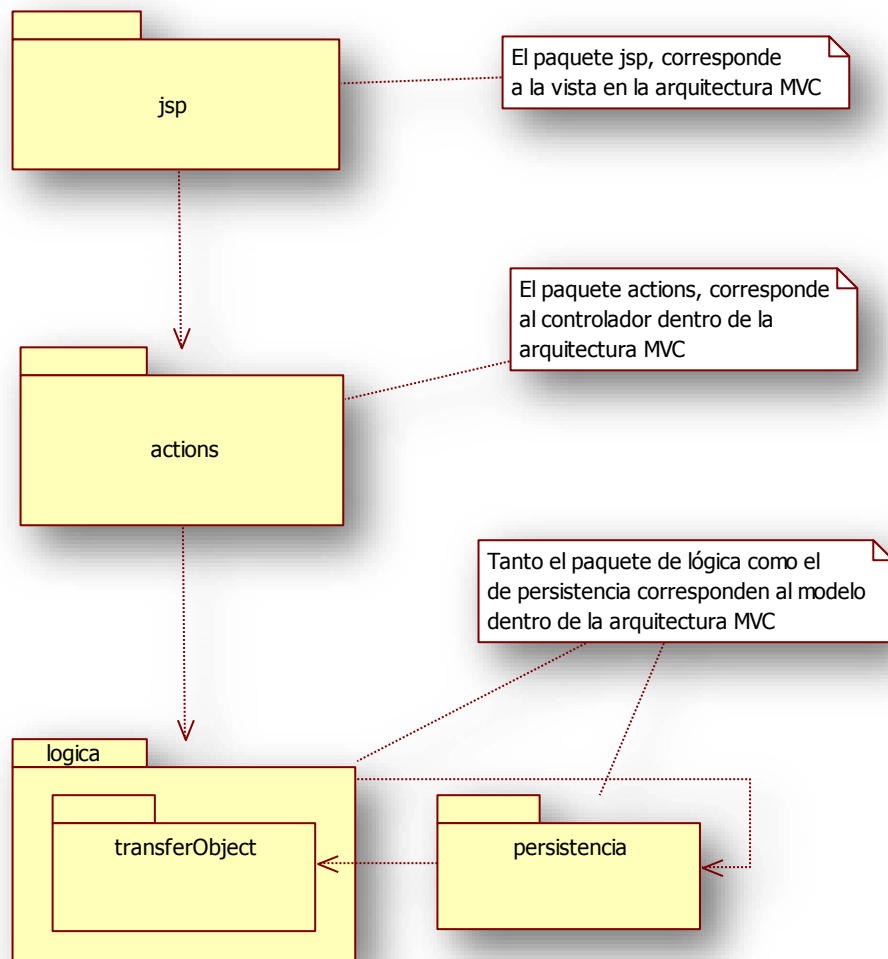 jsp
El paquete jsp, corresponde
a la vista en la arquitectura MVC
El paquete actions, corresponde
al controlador dentro de la
arquitectura MVC
actions
Tanto el paquete de lógica como el
de persistencia corresponden al modelo
dentro de la arquitectura MVC
logica
transferObject
persistencia